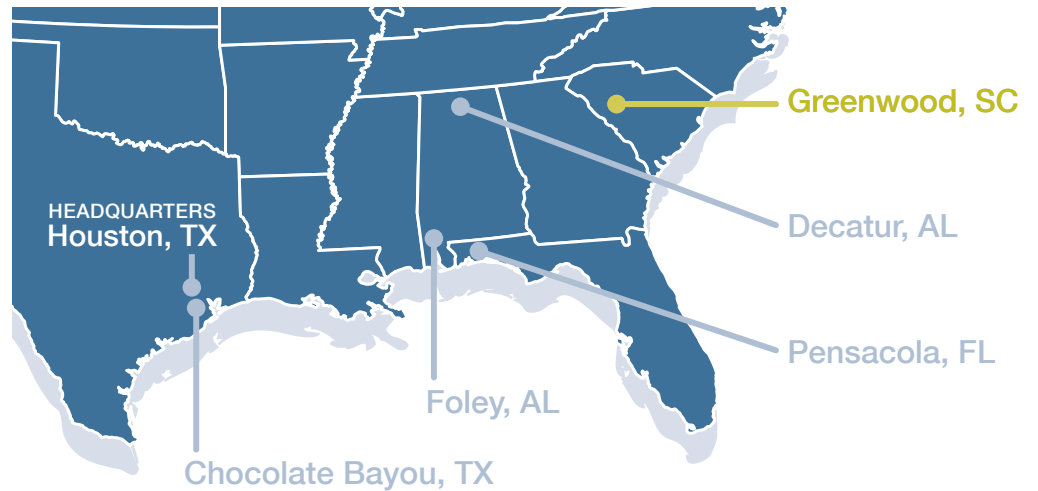 Greenwood, SC
HEADQUARTERS
Houston, TX
Decatur, AL
Pensacola, FL
Foley, AL
Chocolate Bayou, TX